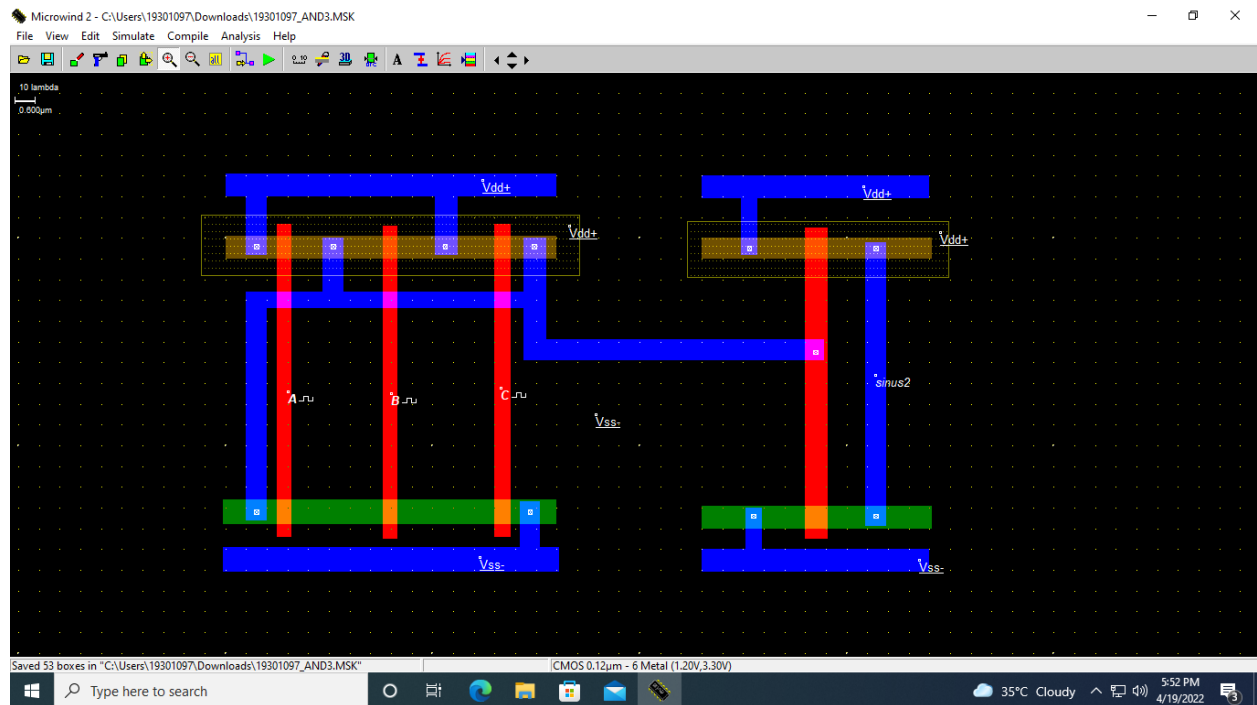 Microwind 2 - C:\Users\19301097\Downloads\19301097_AND3.MSK
File View Edit Simulate Compile Analysis Help
10 lambda
0.600µm
Vdd+
Vdd+
Vdd+
Vdd+
sinus2
A
B
C
Vss-
Vss-
Vss-
Saved 53 boxes in "C:\Users\19301097\Downloads\19301097_AND3.MSK"
CMOS 0.12µm - 6 Metal (1.20V,3.30V)
Type here to search
35°C Cloudy
5:52 PM
4/19/2022
3